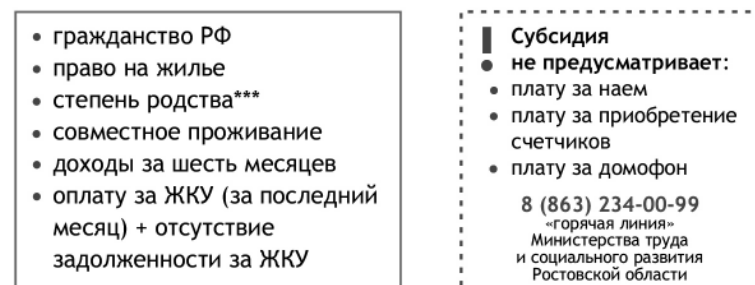 • гражданство РФ
• право на жилье
• степень родства***
• совместное проживание
• доходы за шесть месяцев
• оплату за ЖКУ (за последний
месяц) + отсутствие
задолженности за ЖКУ
Субсидия
не предусматривает:
• плату за наем
• плату за приобретение
счетчиков
• плату за домофон
8 (863) 234-00-99
«горячая линия»
Министерства труда
и социального развития
Ростовской области